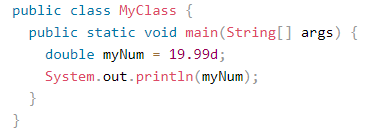 public class MyClass {
  public static void main(String[] args) {
    double myNum = 19.99d;
    System.out.println(myNum);
  }
}